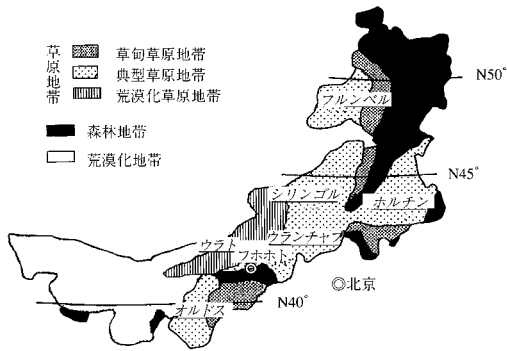 草原地帯
草甸草原地帯
典型草原地帯
荒漠化草原地帯
森林地帯
荒漠化地帯
N50°
フルンベル
N45°
シリンゴル
ホルチン
ウラト
ウランチャブ
フホホト
◎北京
オルドス
N40°